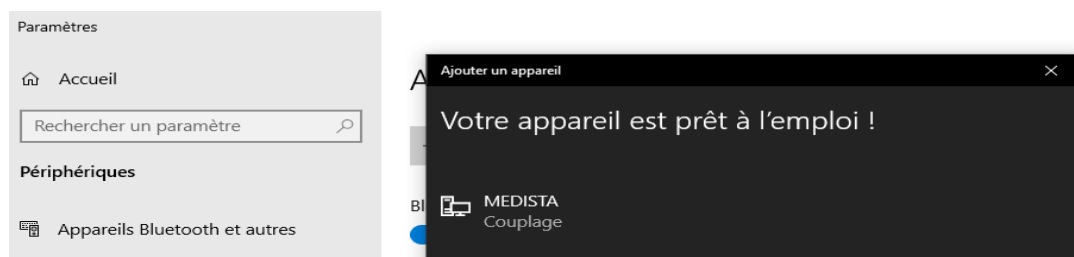 Paramètres
Accueil
Rechercher un paramètre
Périphériques
Appareils Bluetooth et autres
A
Bl
Ajouter un appareil
Votre appareil est prêt à l’emploi !
MEDISTA
Couplage